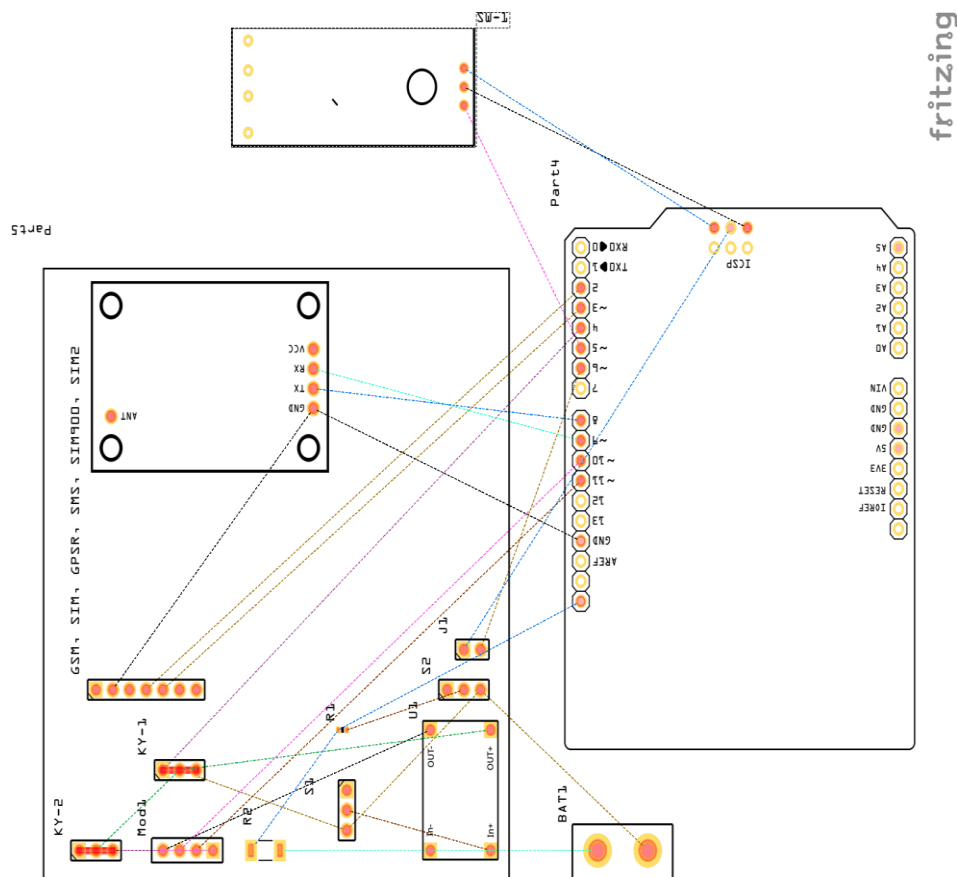 SM-1
fritzing
Part4
Part5
RX0◀0
TX0◀1
2
~3
4
~5
~6
7
8
~9
~10
~11
12
13
GND
AREF
ICSP
A5
A4
A3
A2
A1
A0
VIN
GND
GND
5V
3V3
RESET
IOREF
VCC
RX
TX
GND
ANT
GSM, SIM, GPSR, SMS, SIM900, SIM2
J1
S2
U1
R1
KY-1
OUT-
OUT+
S1
KY-2
Mod1
R2
In-
In+
BAT1